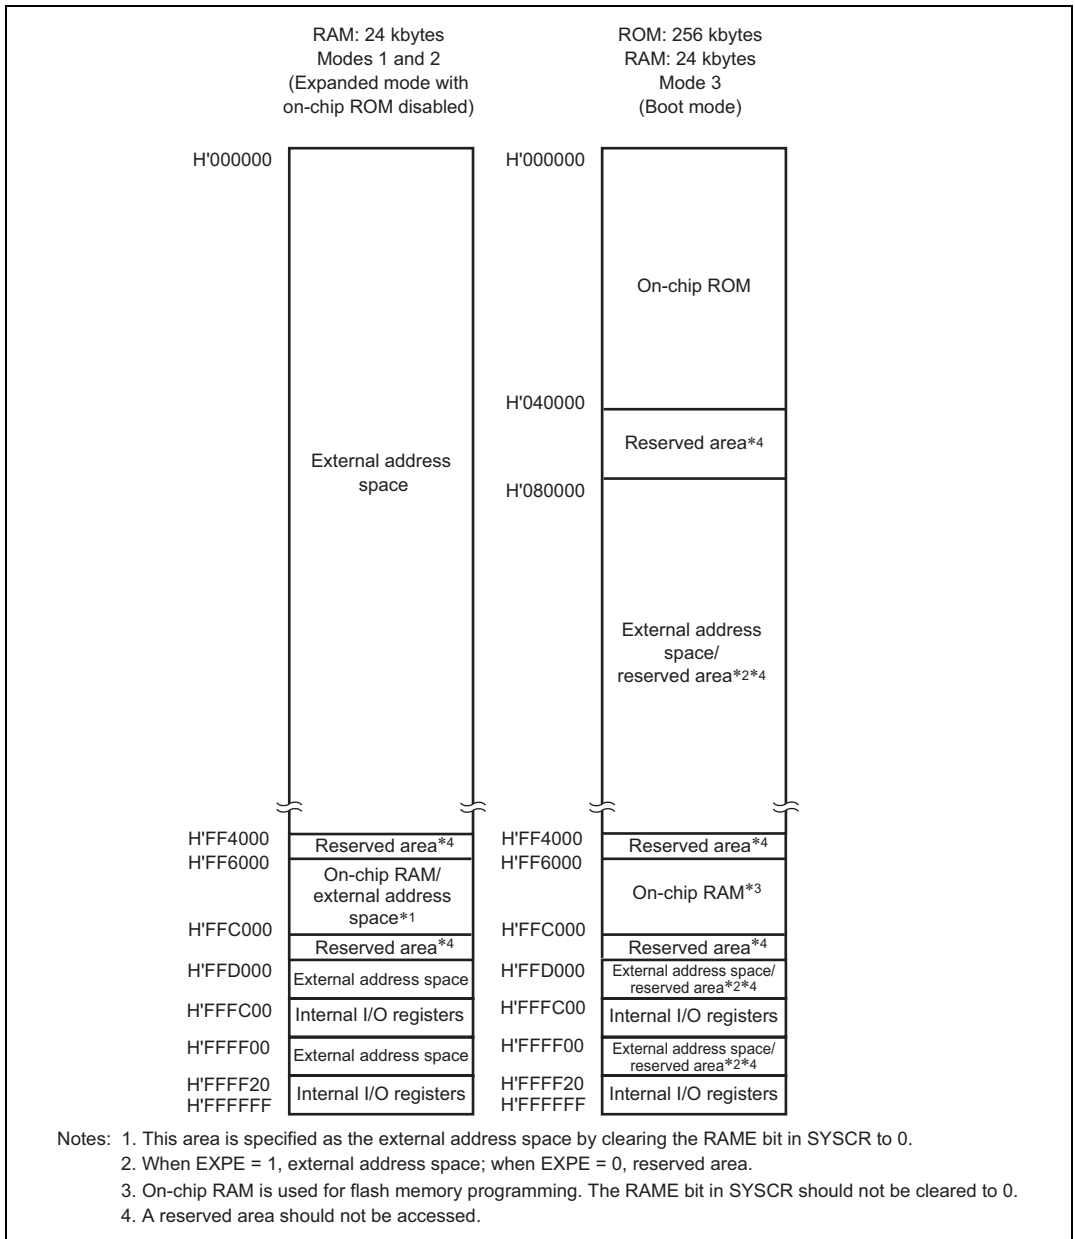 RAM: 24 kbytes
Modes 1 and 2
(Expanded mode with
on-chip ROM disabled)
H'000000
External address
space
H'FF4000
Reserved area*4
H'FF6000
On-chip RAM/
external address
space*1
H'FFC000
Reserved area*4
H'FFD000
External address space
H'FFFC00
Internal I/O registers
H'FFFF00
External address space
H'FFFF20
Internal I/O registers
H'FFFFFF
ROM: 256 kbytes
RAM: 24 kbytes
Mode 3
(Boot mode)
H'000000
On-chip ROM
H'040000
Reserved area*4
H'080000
External address
space/
reserved area*2*4
H'FF4000
Reserved area*4
H'FF6000
On-chip RAM*3
H'FFC000
Reserved area*4
H'FFD000
External address space/
reserved area*2*4
H'FFFC00
Internal I/O registers
H'FFFF00
External address space/
reserved area*2*4
H'FFFF20
Internal I/O registers
H'FFFFFF
Notes: 1. This area is specified as the external address space by clearing the RAME bit in SYSCR to 0.
2. When EXPE = 1, external address space; when EXPE = 0, reserved area.
3. On-chip RAM is used for flash memory programming. The RAME bit in SYSCR should not be cleared to 0.
4. A reserved area should not be accessed.